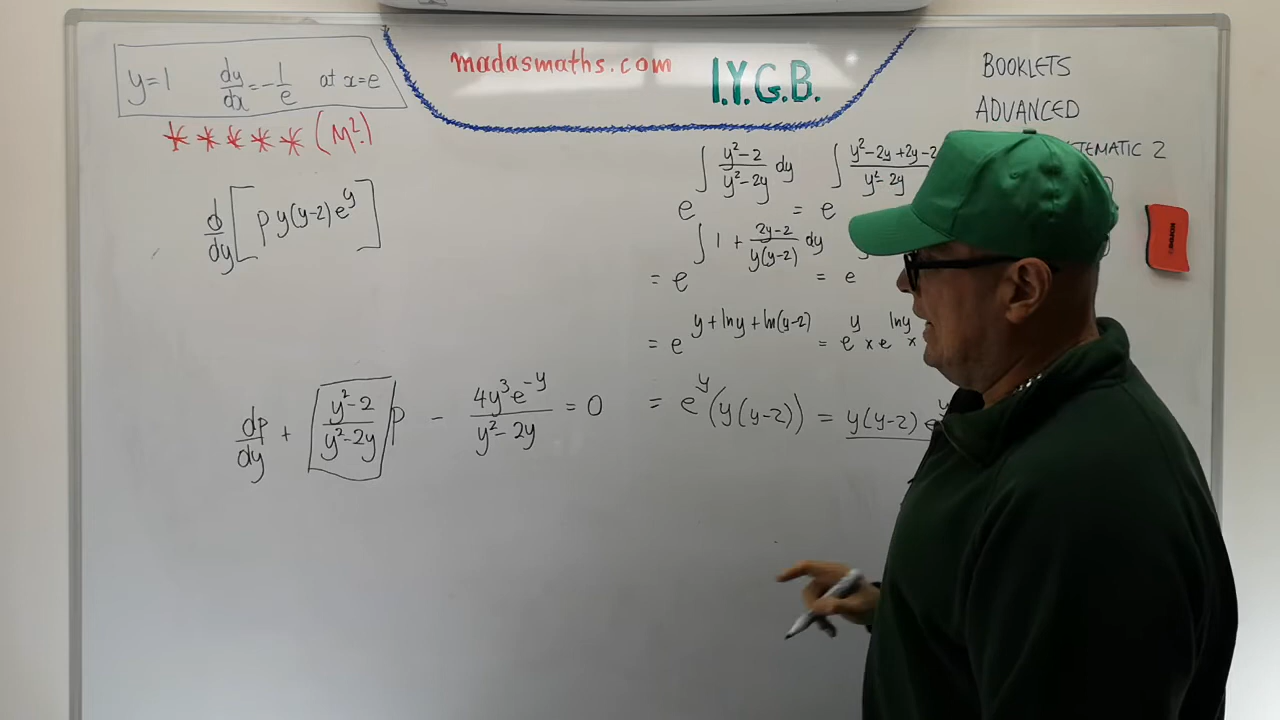 y=1 dy/dx = -1/e at x=e
***** (M2)
madasmaths.com
I.Y.G.B.
BOOKLETS
ADVANCED
d/dy [p y(y-2)e^y]
dp/dy + (y²-2)/(y²-2y) p - 4y³e^-y/(y²-2y) = 0
e^∫ (y²-2)/(y²-2y) dy = e^∫ (y²-2y+2y-2)/(y²-2y)
= e^∫ 1 + (2y-2)/(y(y-2)) dy = e
= e^(y+lny+ln(y-2)) = e^y × e^lny ×
= e^y (y(y-2)) = y(y-2) e^y